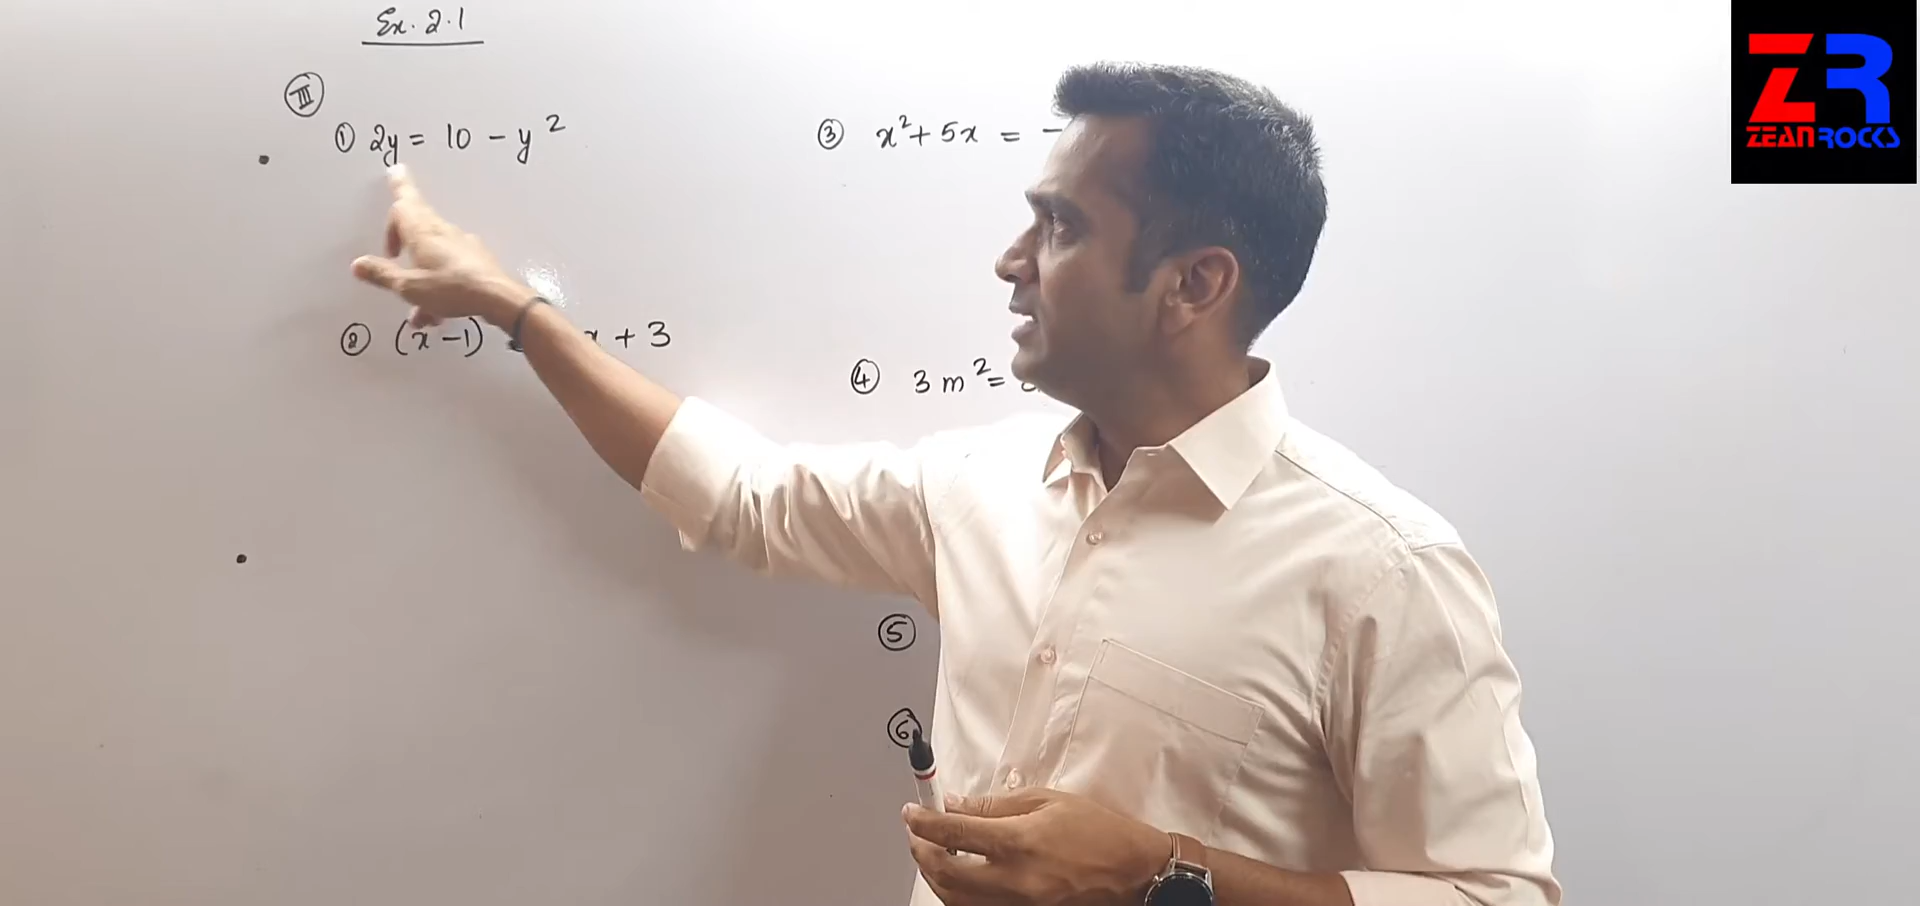 Ex. 2.1
III
① 2y = 10 - y²
② (x-1) + 3
③ x² + 5x = -
④ 3m² =
⑤
⑥
ZR
ZEAN ROCKS